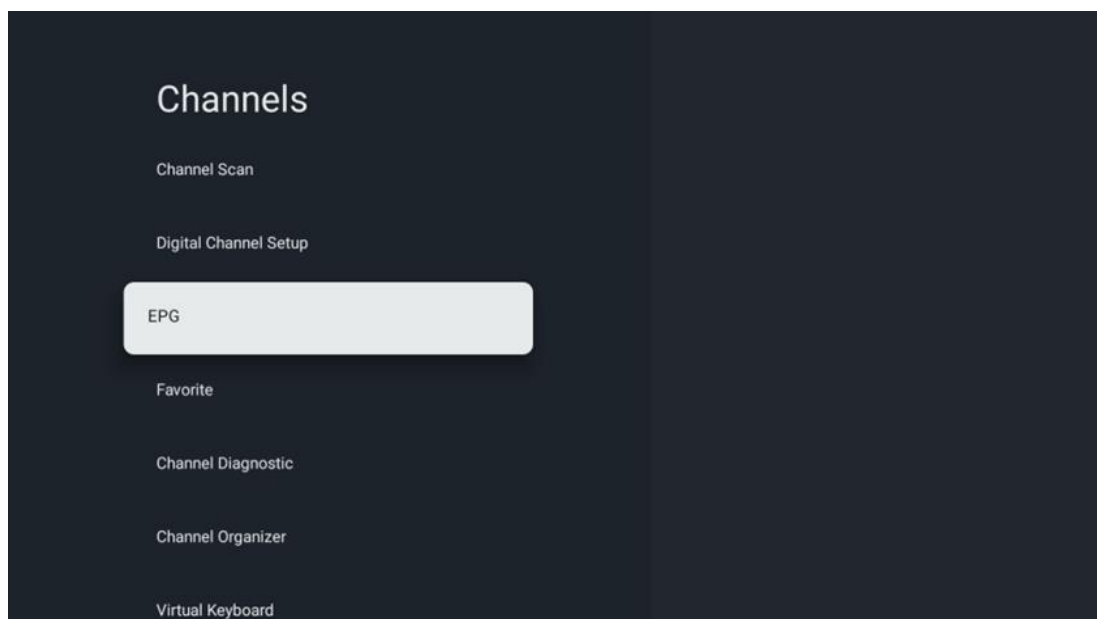 Channels
Channel Scan
Digital Channel Setup
EPG
Favorite
Channel Diagnostic
Channel Organizer
Virtual Keyboard